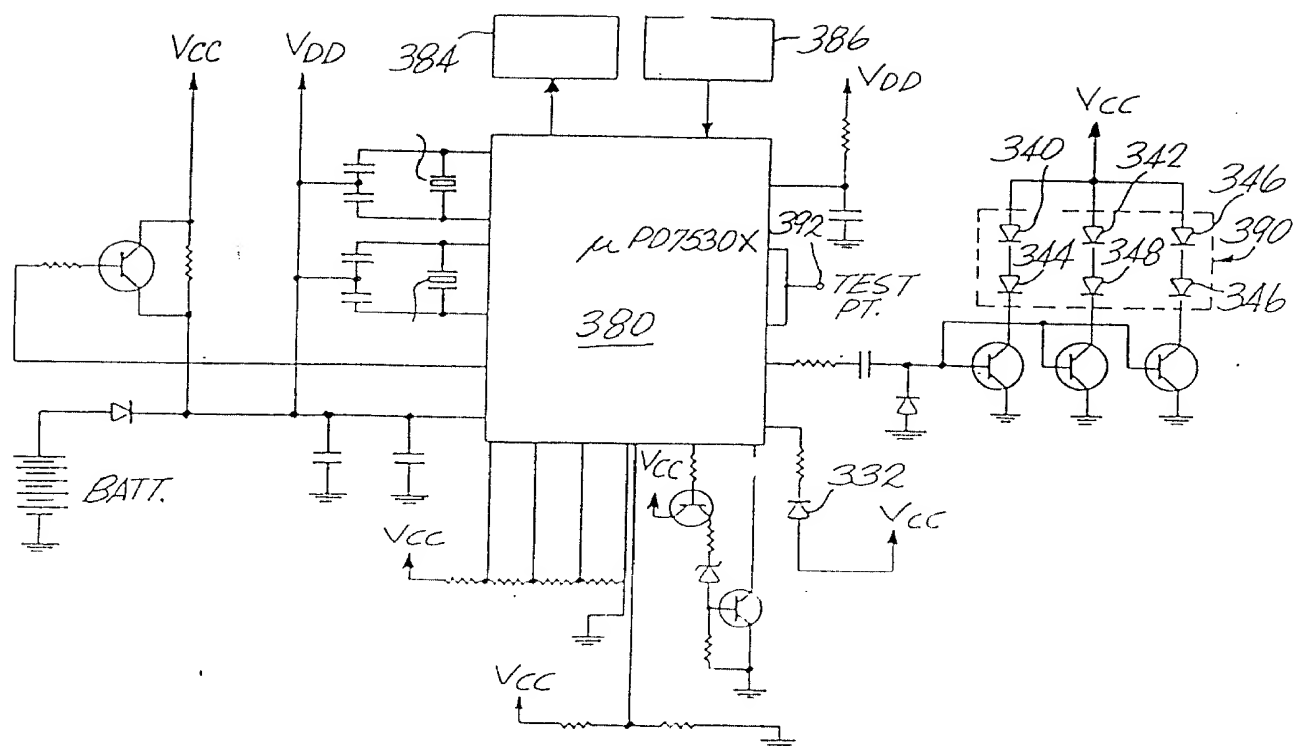 VCC
VDD
384
386
VDD
VCC
340
342
346
392
μPD7530X
390
344
348
346
TEST
PT.
380
BATT.
VCC
332
VCC
VCC
VCC